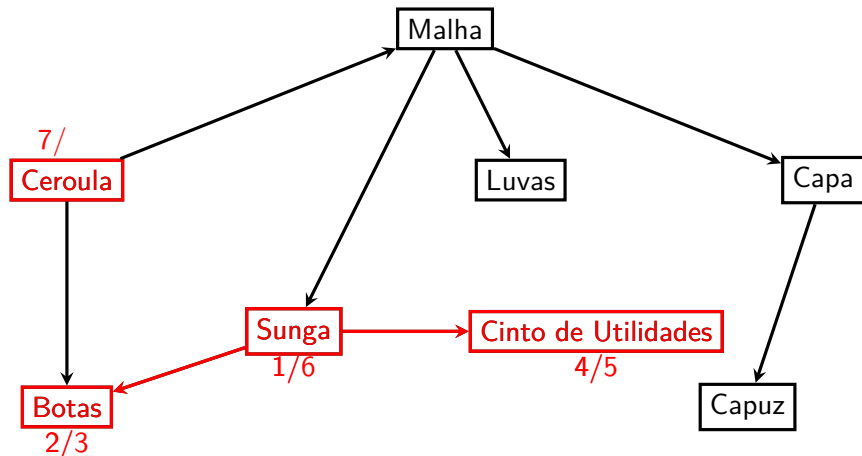 Malha
7/
Ceroula
Luvas
Capa
Sunga
1/6
Cinto de Utilidades
4/5
Botas
2/3
Capuz